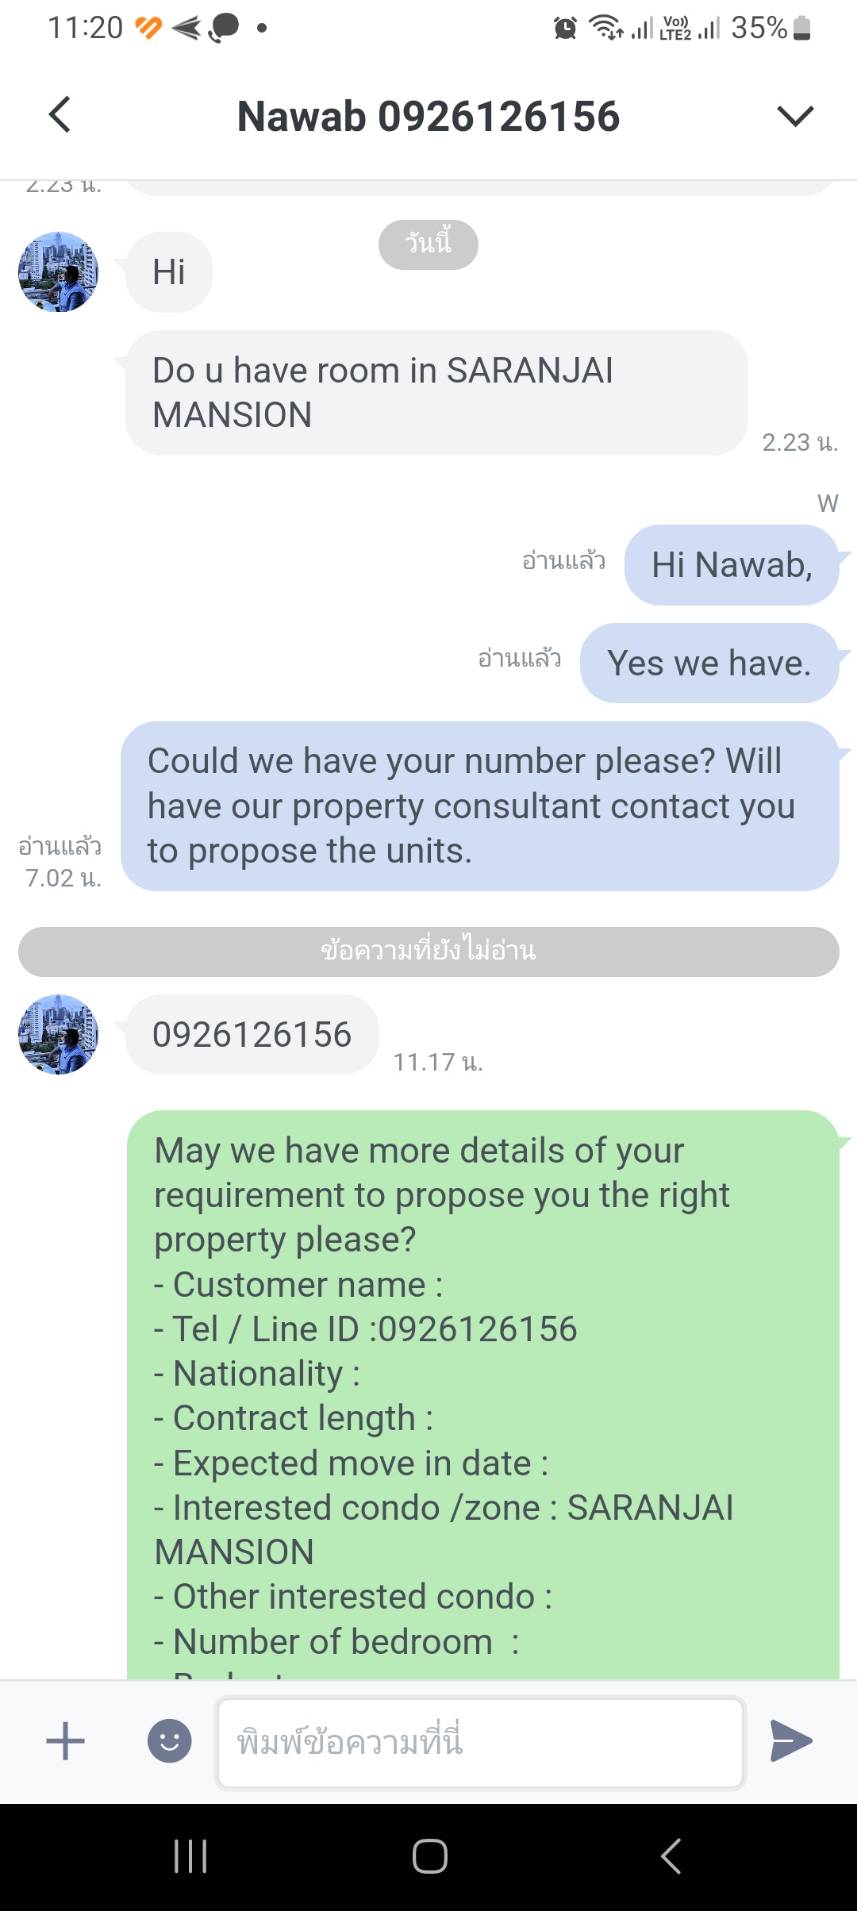 11:20 Vo)) LTE2 35%
Nawab 0926126156
2.23 น.
วันนี้
Hi
Do u have room in SARANJAI
MANSION
2.23 น.
W
อ่านแล้ว Hi Nawab,
อ่านแล้ว Yes we have.
Could we have your number please? Will
have our property consultant contact you
to propose the units.
อ่านแล้ว
7.02 น.
ข้อความที่ยังไม่อ่าน
0926126156
11.17 น.
May we have more details of your
requirement to propose you the right
property please?
- Customer name :
- Tel / Line ID :0926126156
- Nationality :
- Contract length :
- Expected move in date :
- Interested condo /zone : SARANJAI
MANSION
- Other interested condo :
- Number of bedroom  :
พิมพ์ข้อความที่นี่